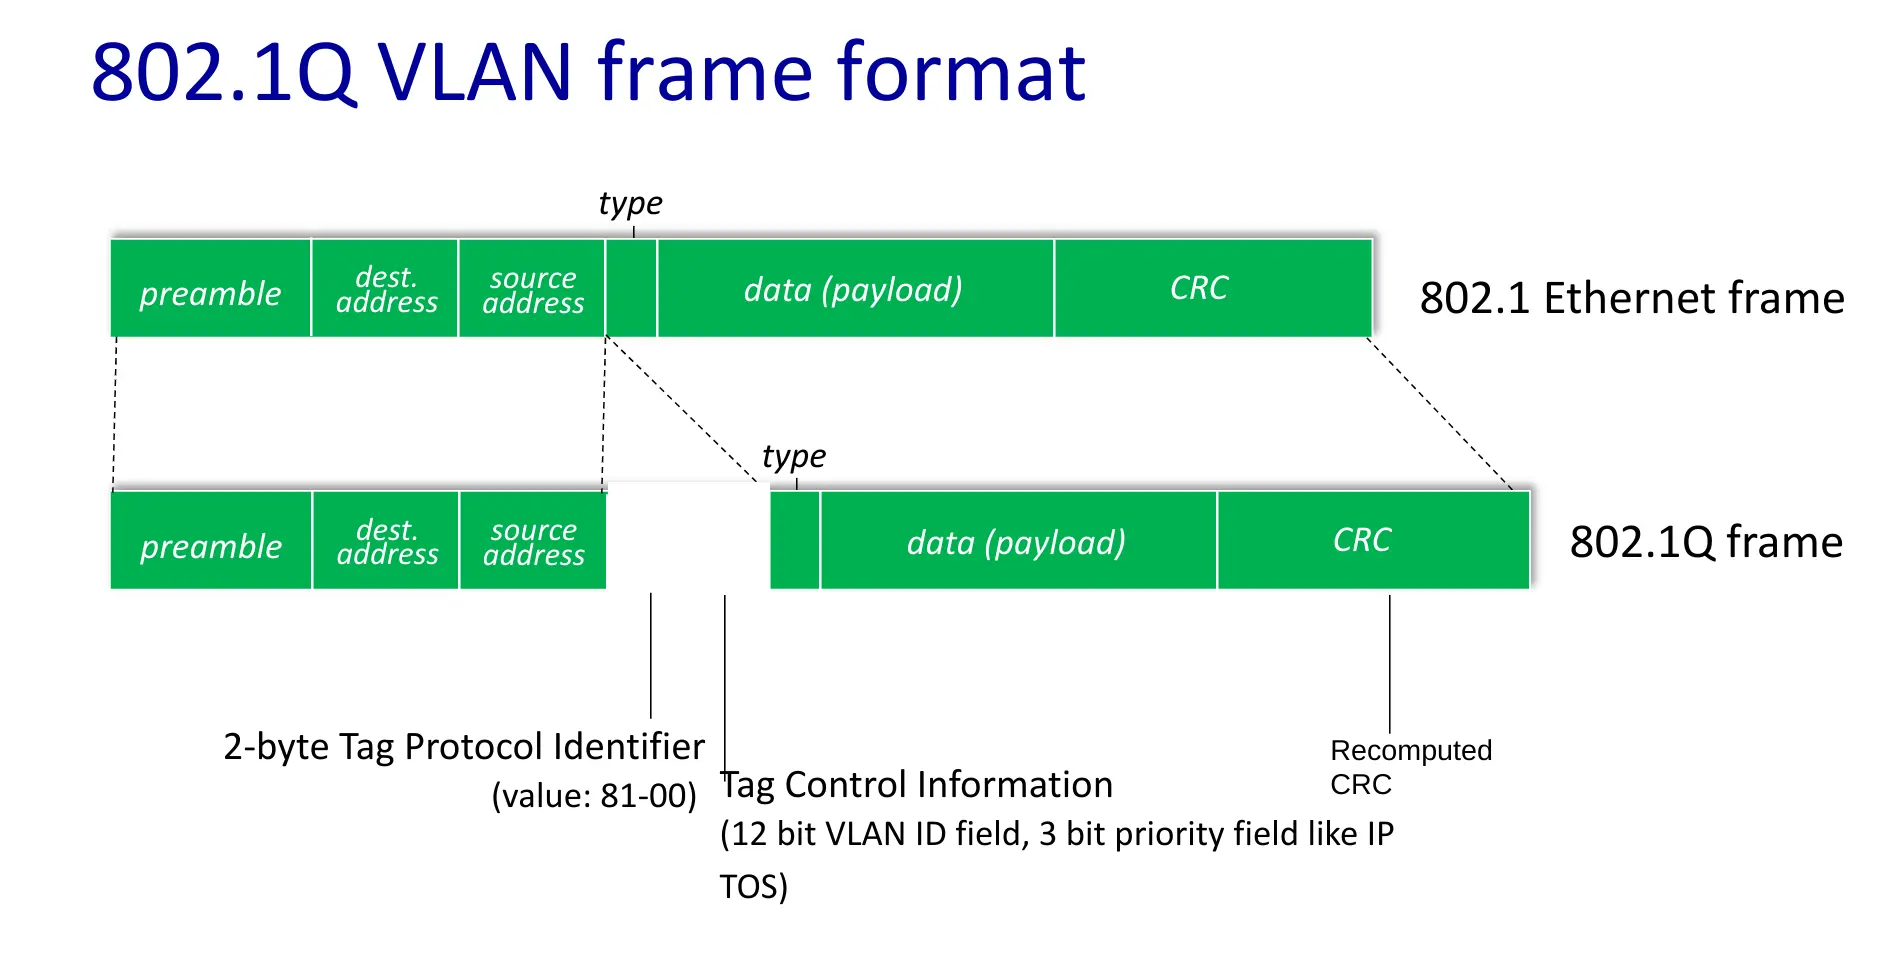 802.1Q VLAN frame format
type
preamble
dest.
address
source
address
data (payload)
CRC
802.1 Ethernet frame
type
preamble
dest.
address
source
address
data (payload)
CRC
802.1Q frame
2-byte Tag Protocol Identifier
(value: 81-00)
Tag Control Information
(12 bit VLAN ID field, 3 bit priority field like IP
TOS)
Recomputed
CRC